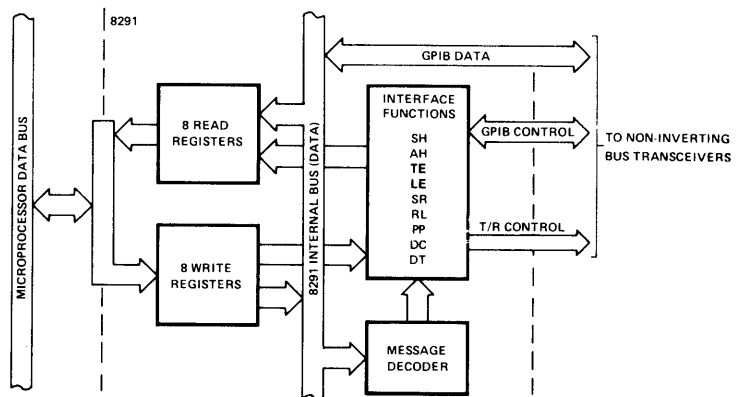 8291
MICROPROCESSOR DATA BUS
8 READ
REGISTERS
8 WRITE
REGISTERS
8291 INTERNAL BUS (DATA)
GPIB DATA
INTERFACE
FUNCTIONS
SH
AH
TE
LE
SR
RL
PP
DC
DT
GPIB CONTROL
T/R CONTROL
TO NON-INVERTING
BUS TRANSCEIVERS
MESSAGE
DECODER